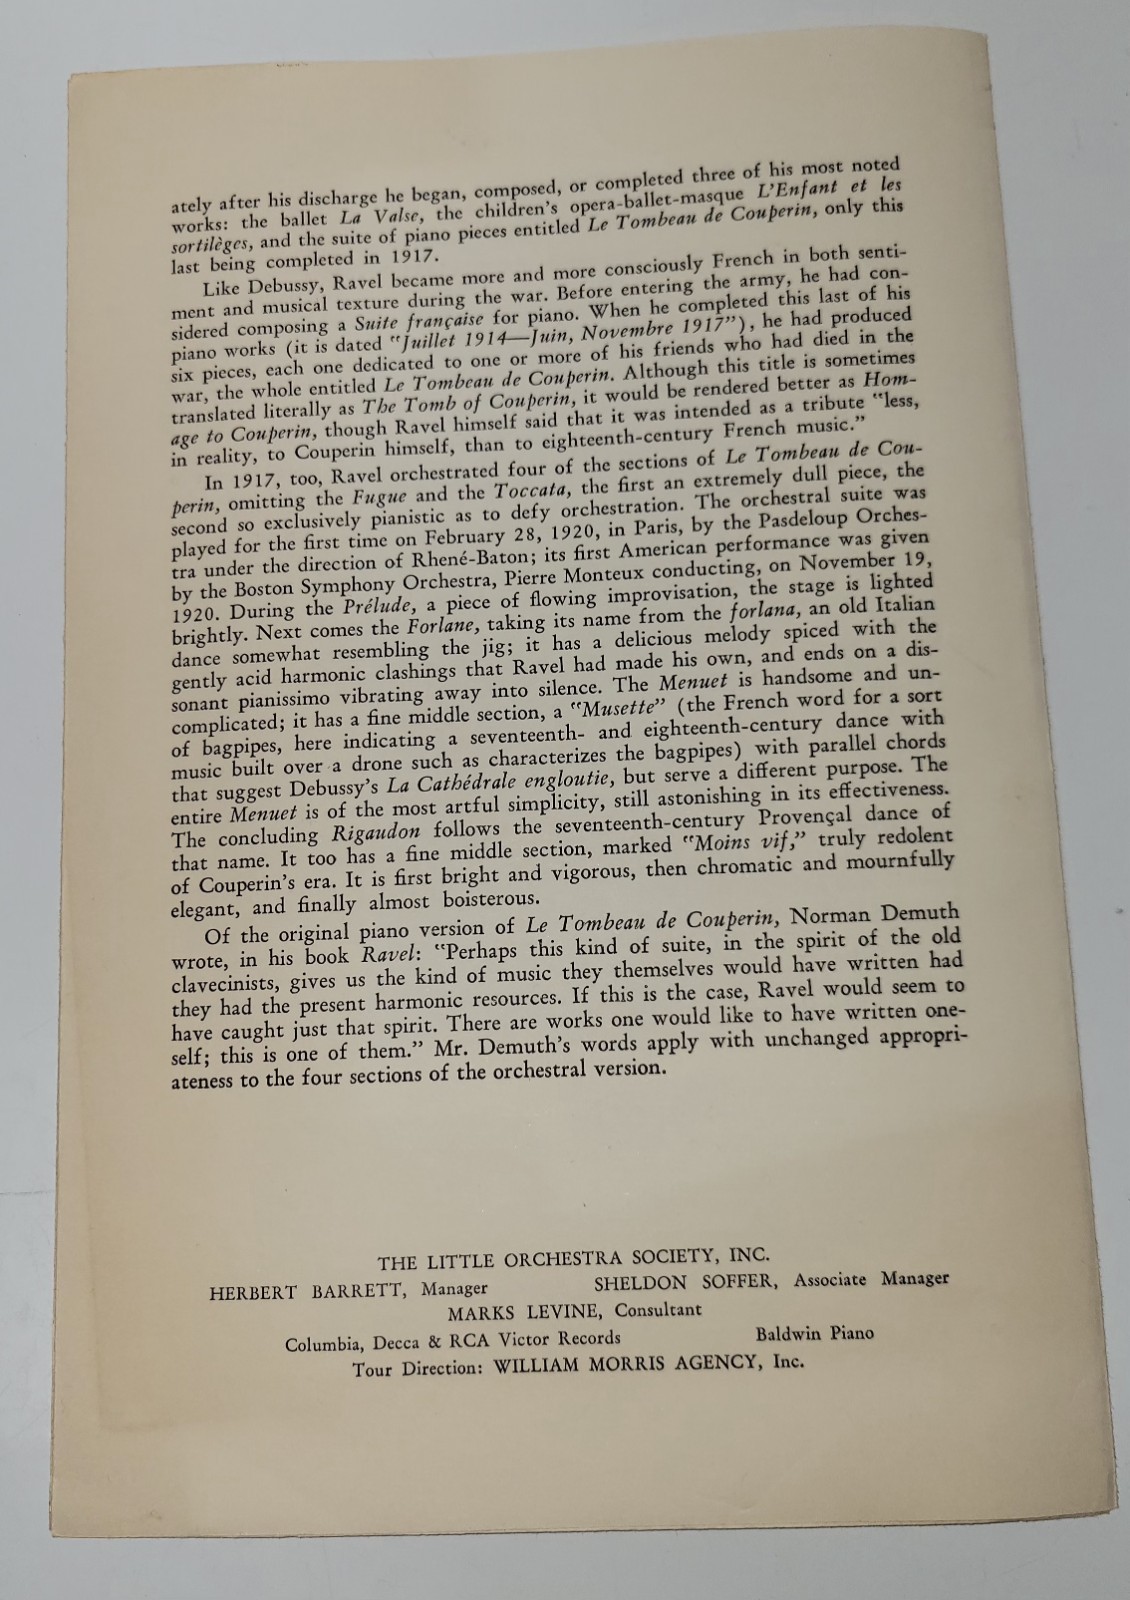 ately after his discharge he began, composed, or completed three of his most noted
works: the ballet La Valse, the children's opera-ballet-masque L'Enfant et les
sortilèges, and the suite of piano pieces entitled Le Tombeau de Couperin, only this
last being completed in 1917.
Like Debussy, Ravel became more and more consciously French in both senti-
ment and musical texture during the war. Before entering the army, he had con-
sidered composing a Suite française for piano. When he completed this last of his
piano works (it is dated "Juillet 1914—Juin, Novembre 1917"), he had produced
six pieces, each one dedicated to one or more of his friends who had died in the
war, the whole entitled Le Tombeau de Couperin. Although this title is sometimes
translated literally as The Tomb of Couperin, it would be rendered better as Hom-
age to Couperin, though Ravel himself said that it was intended as a tribute "less,
in reality, to Couperin himself, than to eighteenth-century French music."
In 1917, too, Ravel orchestrated four of the sections of Le Tombeau de Cou-
perin, omitting the Fugue and the Toccata, the first an extremely dull piece, the
second so exclusively pianistic as to defy orchestration. The orchestral suite was
played for the first time on February 28, 1920, in Paris, by the Pasdeloup Orches-
tra under the direction of Rhené-Baton; its first American performance was given
by the Boston Symphony Orchestra, Pierre Monteux conducting, on November 19,
1920. During the Prélude, a piece of flowing improvisation, the stage is lighted
brightly. Next comes the Forlane, taking its name from the forlana, an old Italian
dance somewhat resembling the jig; it has a delicious melody spiced with the
gently acid harmonic clashings that Ravel had made his own, and ends on a dis-
sonant pianissimo vibrating away into silence. The Menuet is handsome and un-
complicated; it has a fine middle section, a "Musette" (the French word for a sort
of bagpipes, here indicating a seventeenth- and eighteenth-century dance with
music built over a drone such as characterizes the bagpipes) with parallel chords
that suggest Debussy's La Cathédrale engloutie, but serve a different purpose. The
entire Menuet is of the most artful simplicity, still astonishing in its effectiveness.
The concluding Rigaudon follows the seventeenth-century Provençal dance of
that name. It too has a fine middle section, marked "Moins vif," truly redolent
of Couperin's era. It is first bright and vigorous, then chromatic and mournfully
elegant, and finally almost boisterous.
Of the original piano version of Le Tombeau de Couperin, Norman Demuth
wrote, in his book Ravel: "Perhaps this kind of suite, in the spirit of the old
clavecinists, gives us the kind of music they themselves would have written had
they had the present harmonic resources. If this is the case, Ravel would seem to
have caught just that spirit. There are works one would like to have written one-
self; this is one of them." Mr. Demuth's words apply with unchanged appropri-
ateness to the four sections of the orchestral version.
THE LITTLE ORCHESTRA SOCIETY, INC.
HERBERT BARRETT, Manager SHELDON SOFFER, Associate Manager
MARKS LEVINE, Consultant
Columbia, Decca & RCA Victor Records Baldwin Piano
Tour Direction: WILLIAM MORRIS AGENCY, Inc.